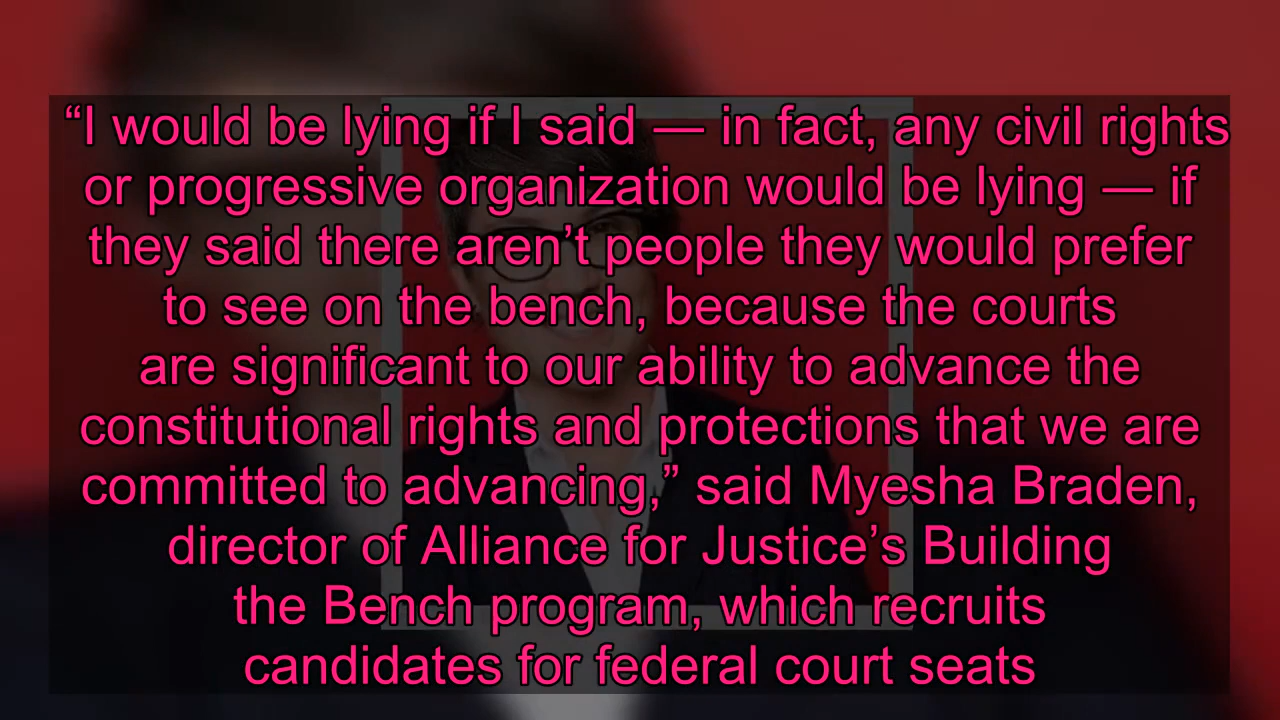 “I would be lying if I said — in fact, any civil rights
or progressive organization would be lying — if
they said there aren’t people they would prefer
to see on the bench, because the courts
are significant to our ability to advance the
constitutional rights and protections that we are
committed to advancing,” said Myesha Braden,
director of Alliance for Justice’s Building
the Bench program, which recruits
candidates for federal court seats